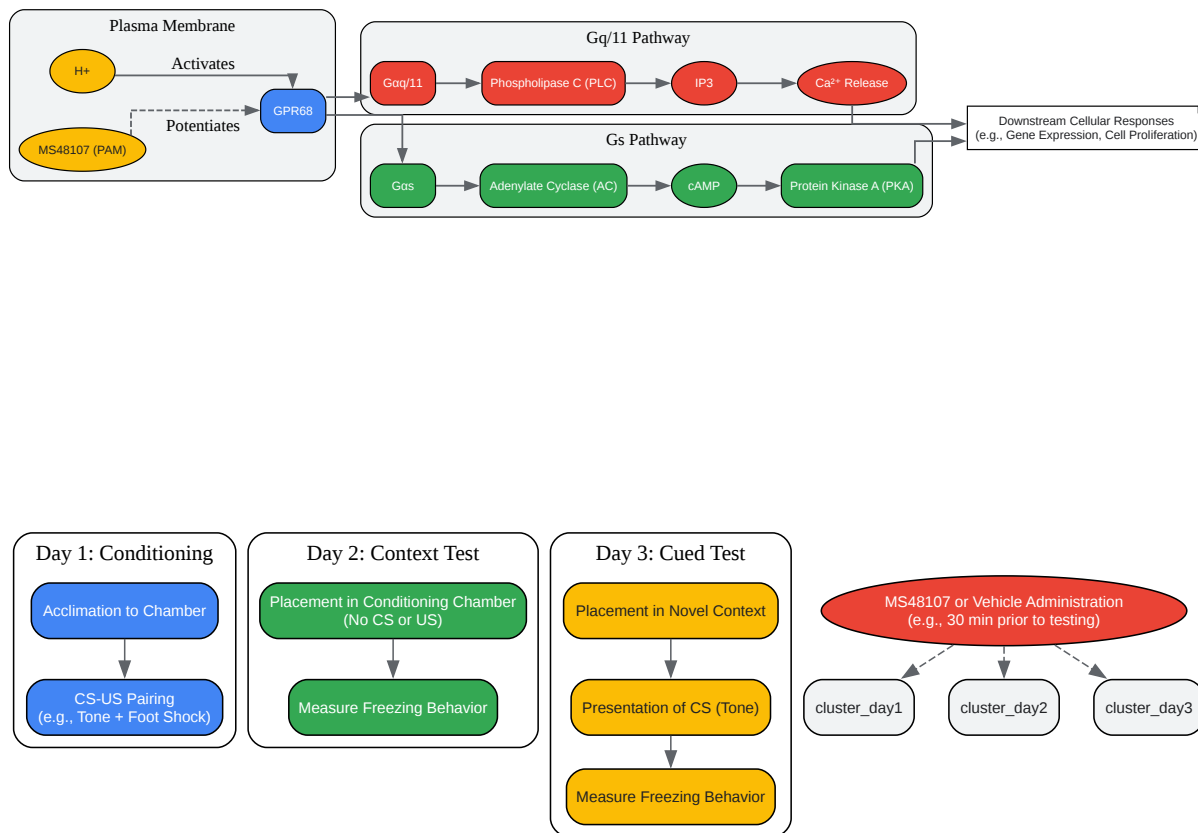 Plasma Membrane
H+
Activates
GPR68
Potentiates
MS48107 (PAM)
Gq/11 Pathway
Gαq/11
Phospholipase C (PLC)
IP3
Ca²⁺ Release
Gs Pathway
Gαs
Adenylate Cyclase (AC)
cAMP
Protein Kinase A (PKA)
Downstream Cellular Responses
(e.g., Gene Expression, Cell Proliferation)
Day 1: Conditioning
Acclimation to Chamber
CS-US Pairing
(e.g., Tone + Foot Shock)
Day 2: Context Test
Placement in Conditioning Chamber
(No CS or US)
Measure Freezing Behavior
Day 3: Cued Test
Placement in Novel Context
Presentation of CS (Tone)
Measure Freezing Behavior
MS48107 or Vehicle Administration
(e.g., 30 min prior to testing)
cluster_day1
cluster_day2
cluster_day3